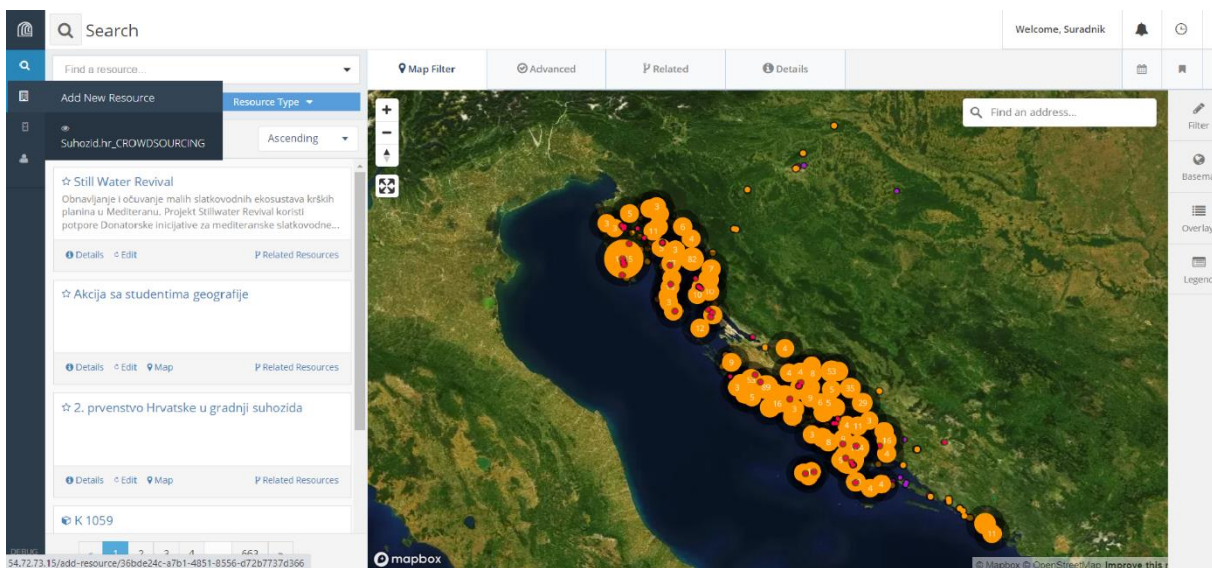 Search
Welcome, Suradnik
Find a resource...
Map Filter
Advanced
Related
Details
Add New Resource
Resource Type
Suhozid.hr_CROWDSOURCING
Ascending
Find an address...
Filter
Basema
Overlay
Legend
Still Water Revival
Obnavljanje i očuvanje malih slatkovodnih ekosustava krških
planina u Mediteranu. Projekt Stillwater Revival koristi
potpore Donatorske inicijative za mediteranske slatkovodne...
Details Edit Related Resources
Akcija sa studentima geografije
Details Edit Map Related Resources
2. prvenstvo Hrvatske u gradnji suhozida
Details Edit Map Related Resources
K 1059
« 1 2 3 4 ... 663 »
DEBUG
54.72.73.15/add-resource/36bde24c-a7b1-4851-8556-d72b7737d366
mapbox
© Mapbox © OpenStreetMap Improve this